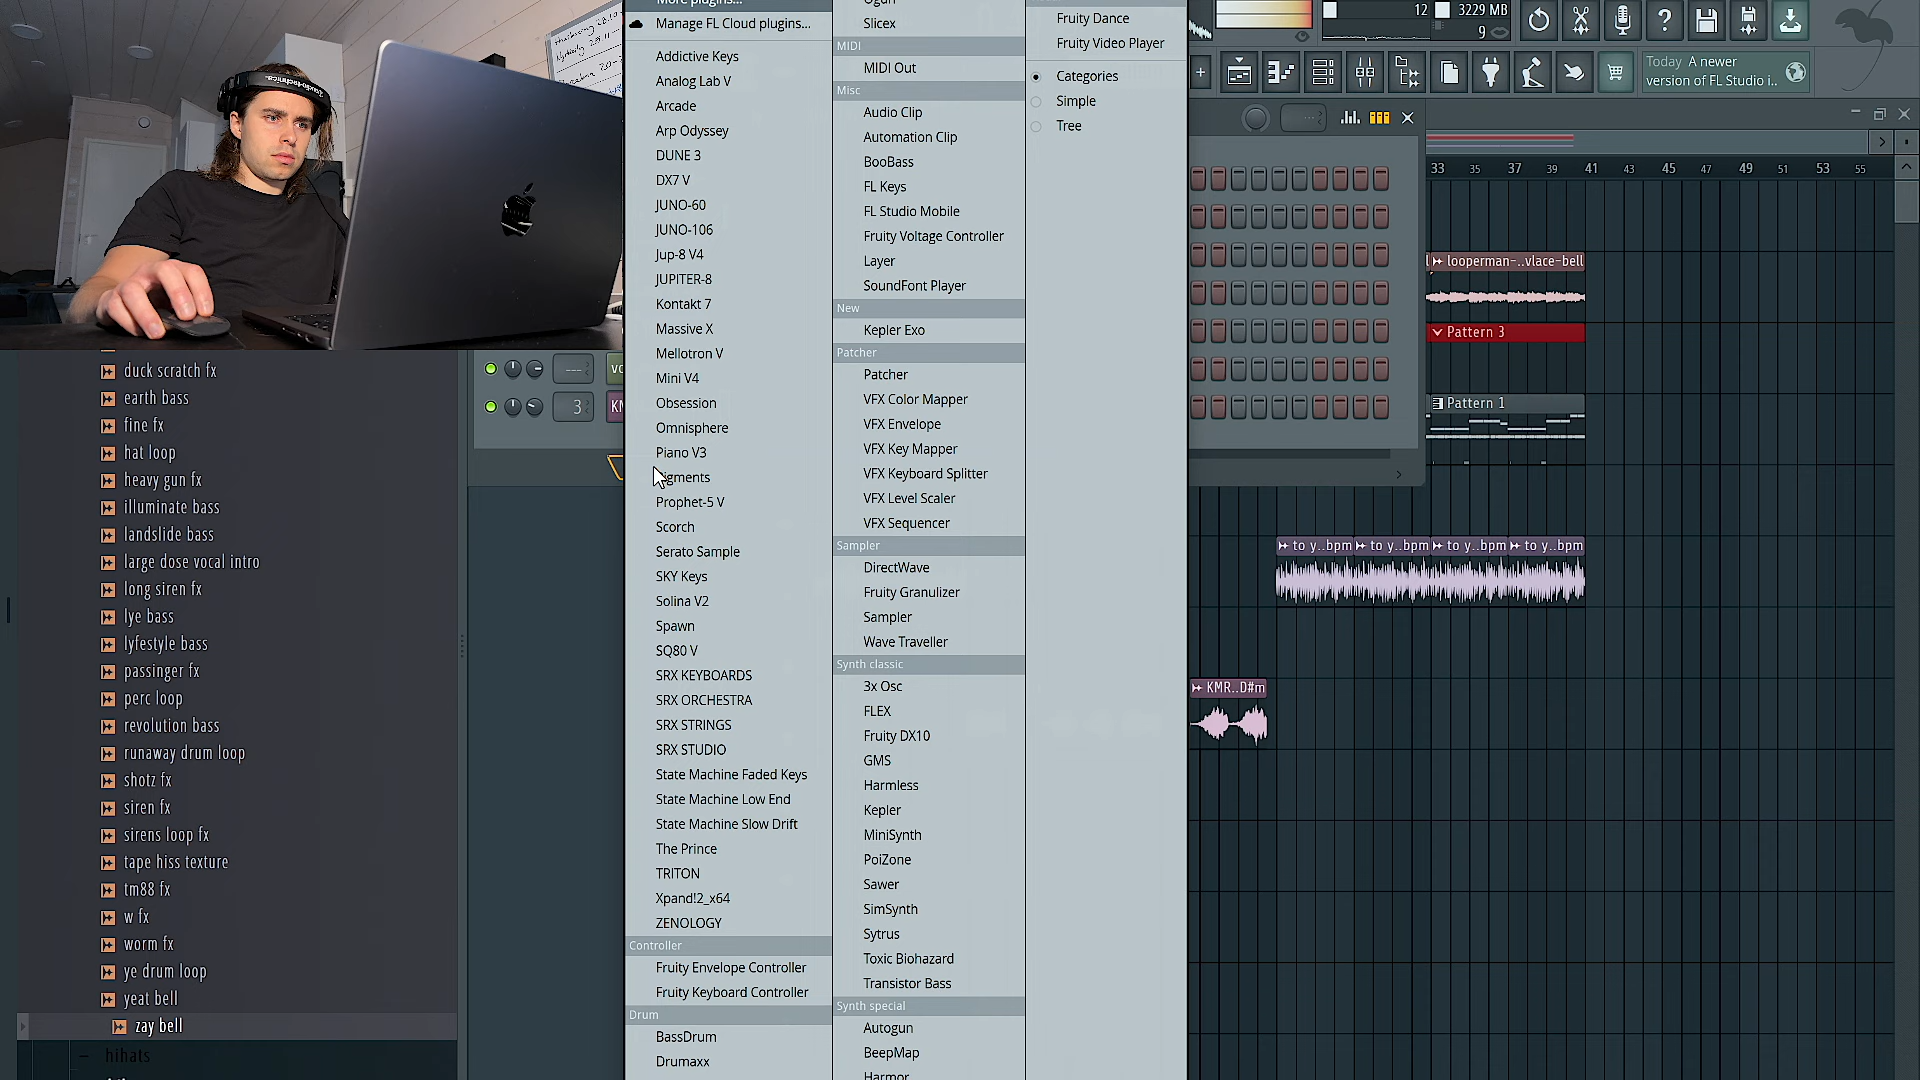 More plugins...
Manage FL Cloud plugins...
Addictive Keys
Analog Lab V
Arcade
Arp Odyssey
DUNE 3
DX7 V
JUNO-60
JUNO-106
Jup-8 V4
JUPITER-8
Kontakt 7
Massive X
Mellotron V
Mini V4
Obsession
Omnisphere
Piano V3
gments
Prophet-5 V
Scorch
Serato Sample
SKY Keys
Solina V2
Spawn
SQ80 V
SRX KEYBOARDS
SRX ORCHESTRA
SRX STRINGS
SRX STUDIO
State Machine Faded Keys
State Machine Low End
State Machine Slow Drift
The Prince
TRITON
Xpand!2_x64
ZENOLOGY
Controller
Fruity Envelope Controller
Fruity Keyboard Controller
Drum
BassDrum
Drumaxx
Ogun
Slicex
MIDI
MIDI Out
Misc
Audio Clip
Automation Clip
BooBass
FL Keys
FL Studio Mobile
Fruity Voltage Controller
Layer
SoundFont Player
New
Kepler Exo
Patcher
Patcher
VFX Color Mapper
VFX Envelope
VFX Key Mapper
VFX Keyboard Splitter
VFX Level Scaler
VFX Sequencer
Sampler
DirectWave
Fruity Granulizer
Sampler
Wave Traveller
Synth classic
3x Osc
FLEX
Fruity DX10
GMS
Harmless
Kepler
MiniSynth
PoiZone
Sawer
SimSynth
Sytrus
Toxic Biohazard
Transistor Bass
Synth special
Autogun
BeepMap
Harmor
Fruity Dance
Fruity Video Player
Categories
Simple
Tree
12
3229 MB
9
Today A newer
version of FL Studio i..
33 35 37 39 41 43 45 47 49 51 53 55
looperman-..vlace-bell
Pattern 3
Pattern 1
to y..bpm to y..bpm to y..bpm to y..bpm
KMR..D#m
audio-technica
vo
3 KM
duck scratch fx
earth bass
fine fx
hat loop
heavy gun fx
illuminate bass
landslide bass
large dose vocal intro
long siren fx
lye bass
lyfestyle bass
passinger fx
perc loop
revolution bass
runaway drum loop
shotz fx
siren fx
sirens loop fx
tape hiss texture
tm88 fx
w fx
worm fx
ye drum loop
yeat bell
zay bell
hihats